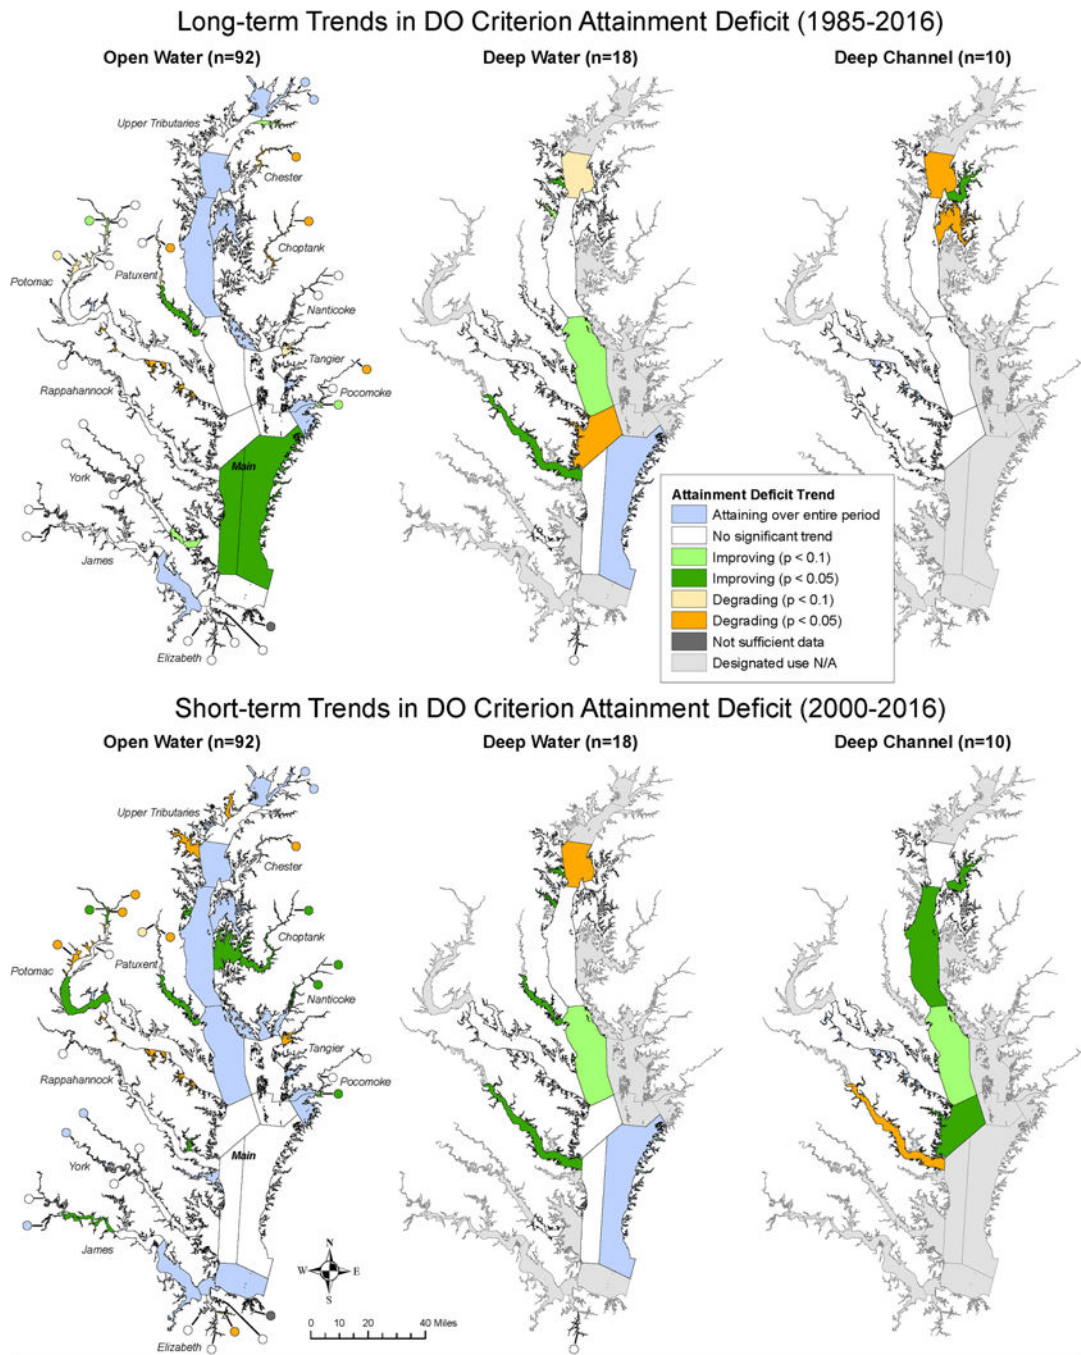 Long-term Trends in DO Criterion Attainment Deficit (1985-2016)
Open Water (n=92)
Deep Water (n=18)
Deep Channel (n=10)
Upper Tributaries
Chester
Choptank
Potomac
Patuxent
Nanticoke
Tangier
Rappahannock
Pocomoke
Main
York
James
Elizabeth
Attainment Deficit Trend
Attaining over entire period
No significant trend
Improving (p < 0.1)
Improving (p < 0.05)
Degrading (p < 0.1)
Degrading (p < 0.05)
Not sufficient data
Designated use N/A
Short-term Trends in DO Criterion Attainment Deficit (2000-2016)
Open Water (n=92)
Deep Water (n=18)
Deep Channel (n=10)
Upper Tributaries
Chester
Choptank
Patuxent
Potomac
Nanticoke
Tangier
Rappahannock
Pocomoke
Main
York
James
N
W E
S
0 10 20 40 Miles
Elizabeth